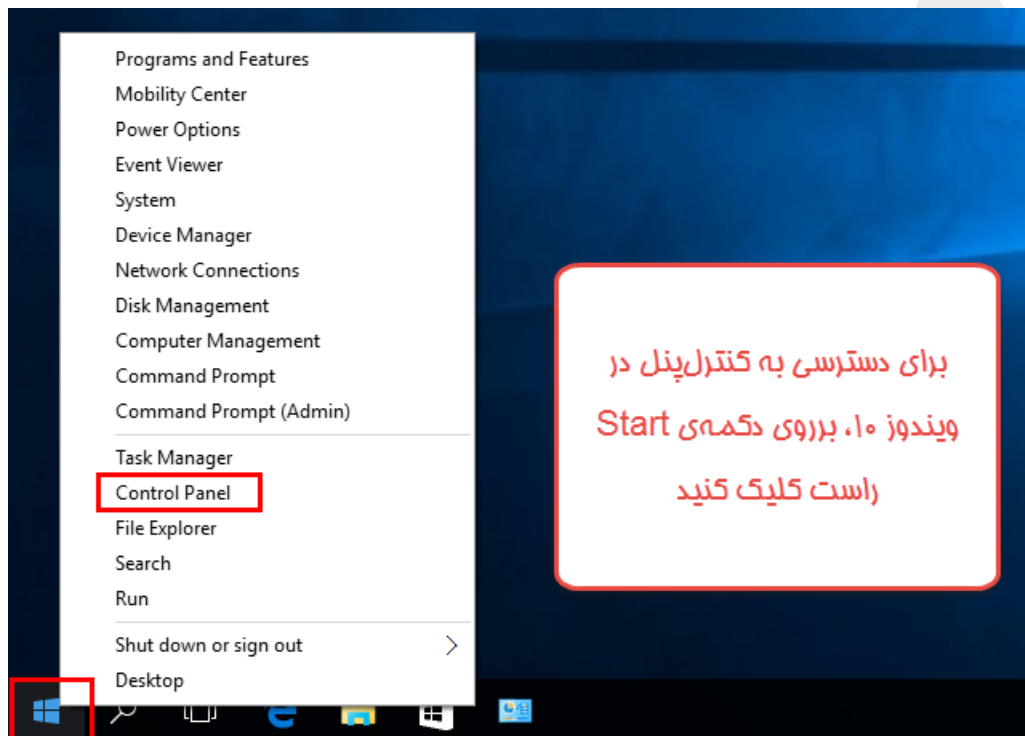 Programs and Features
Mobility Center
Power Options
Event Viewer
System
Device Manager
Network Connections
Disk Management
Computer Management
Command Prompt
Command Prompt (Admin)
Task Manager
Control Panel
File Explorer
Search
Run
Shut down or sign out
Desktop
برای دسترسی به کنترل‌پنل در
ویندوز ۱۰، برروی دکمه‌ی Start
راست کلیک کنید